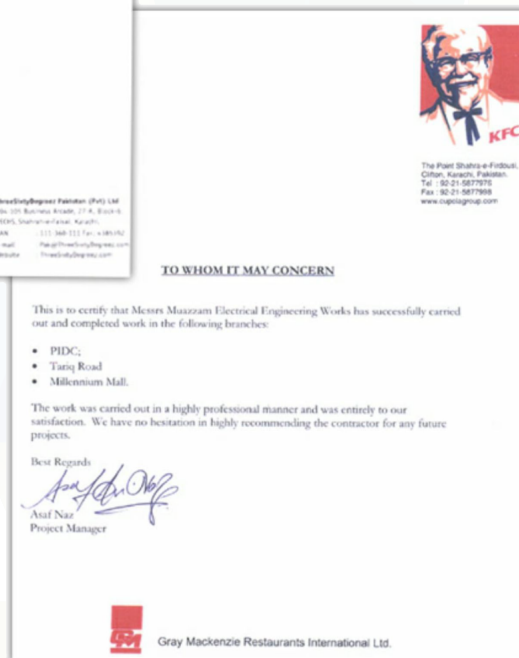 KFC
The Point Shahra-e-Firdousi,
Clifton, Karachi, Pakistan.
Tel : 92-21-5877976
Fax : 92-21-5877998
www.cupolagroup.com
Pakistan (Pvt) Ltd
TO WHOM IT MAY CONCERN
This is to certify that Messrs Muazzam Electrical Engineering Works has successfully carried
out and completed work in the following branches:
• PIDC;
• Tariq Road
• Millennium Mall.
The work was carried out in a highly professional manner and was entirely to our
satisfaction. We have no hesitation in highly recommending the contractor for any future
projects.
Best Regards
Asaf Naz
Project Manager
GM
Gray Mackenzie Restaurants International Ltd.